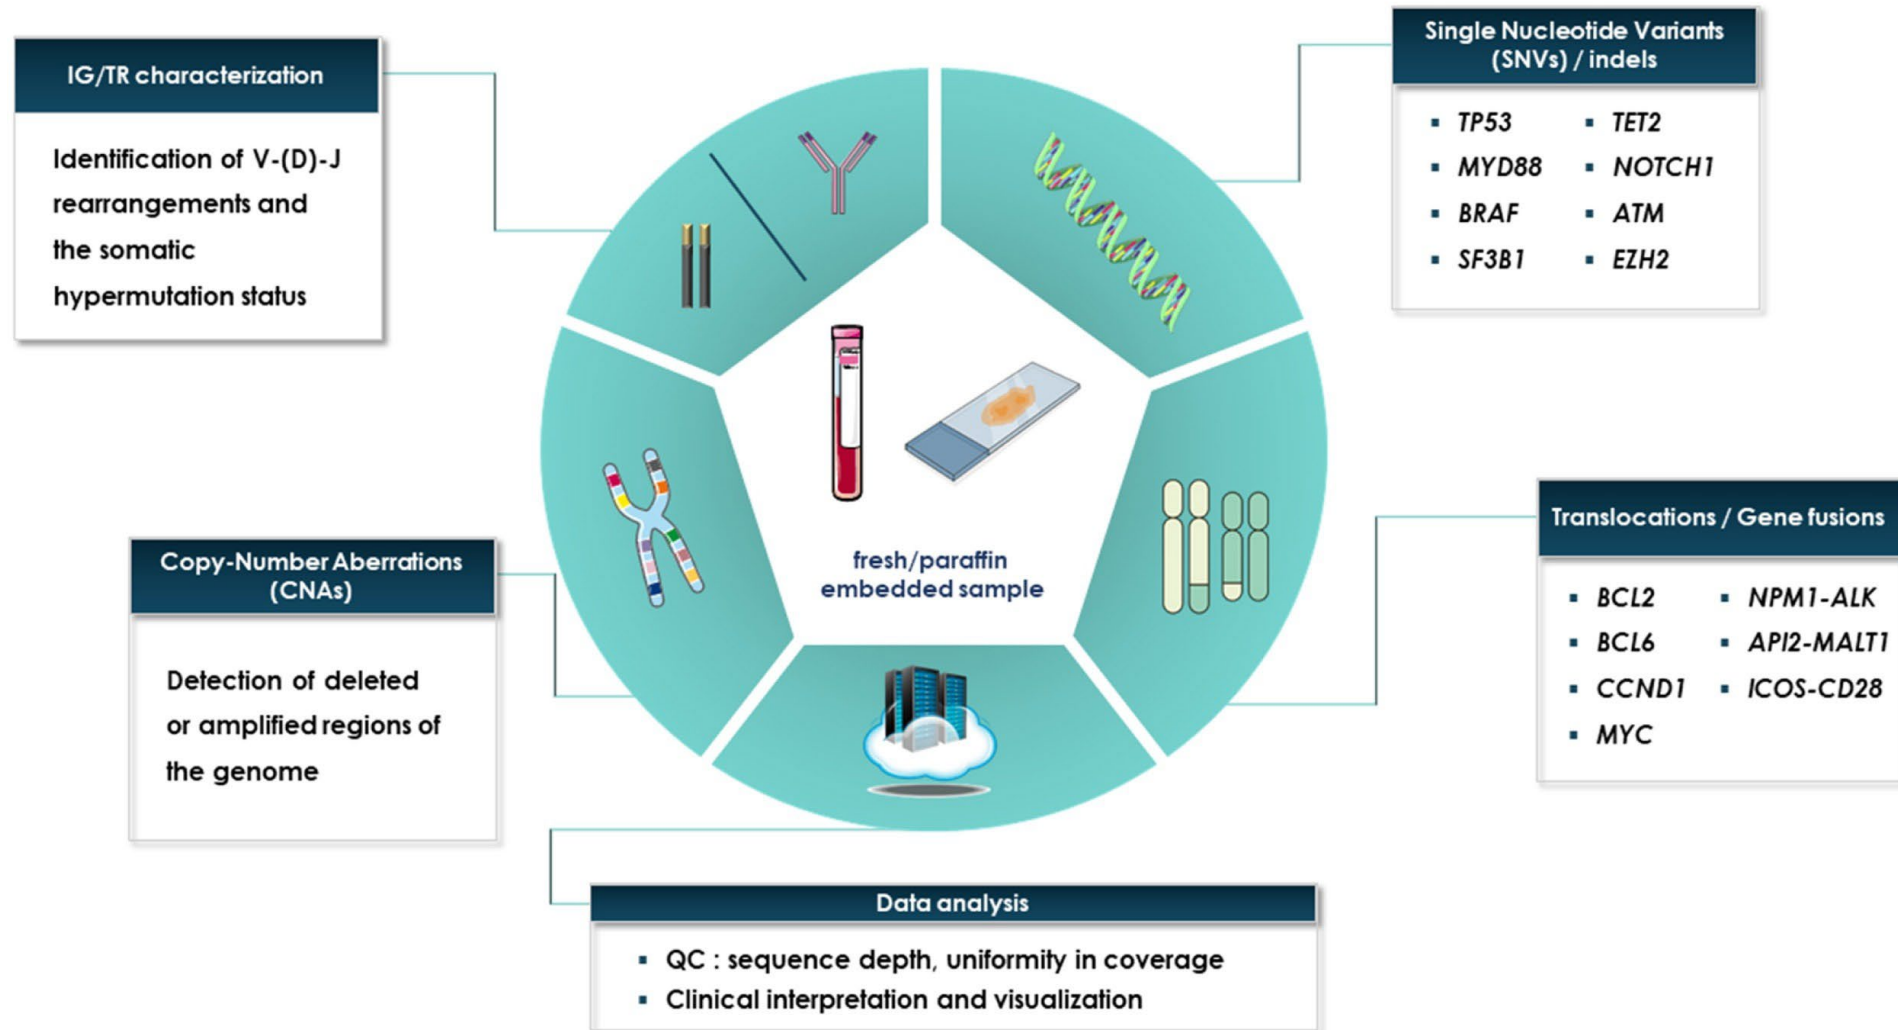 IG/TR characterization
Identification of V-(D)-J
rearrangements and
the somatic
hypermutation status
Single Nucleotide Variants
(SNVs) / indels
▪ TP53
▪ MYD88
▪ BRAF
▪ SF3B1
▪ TET2
▪ NOTCH1
▪ ATM
▪ EZH2
fresh/paraffin
embedded sample
Copy-Number Aberrations
(CNAs)
Detection of deleted
or amplified regions of
the genome
Translocations / Gene fusions
▪ BCL2
▪ BCL6
▪ CCND1
▪ MYC
▪ NPM1-ALK
▪ API2-MALT1
▪ ICOS-CD28
Data analysis
▪ QC : sequence depth, uniformity in coverage
▪ Clinical interpretation and visualization